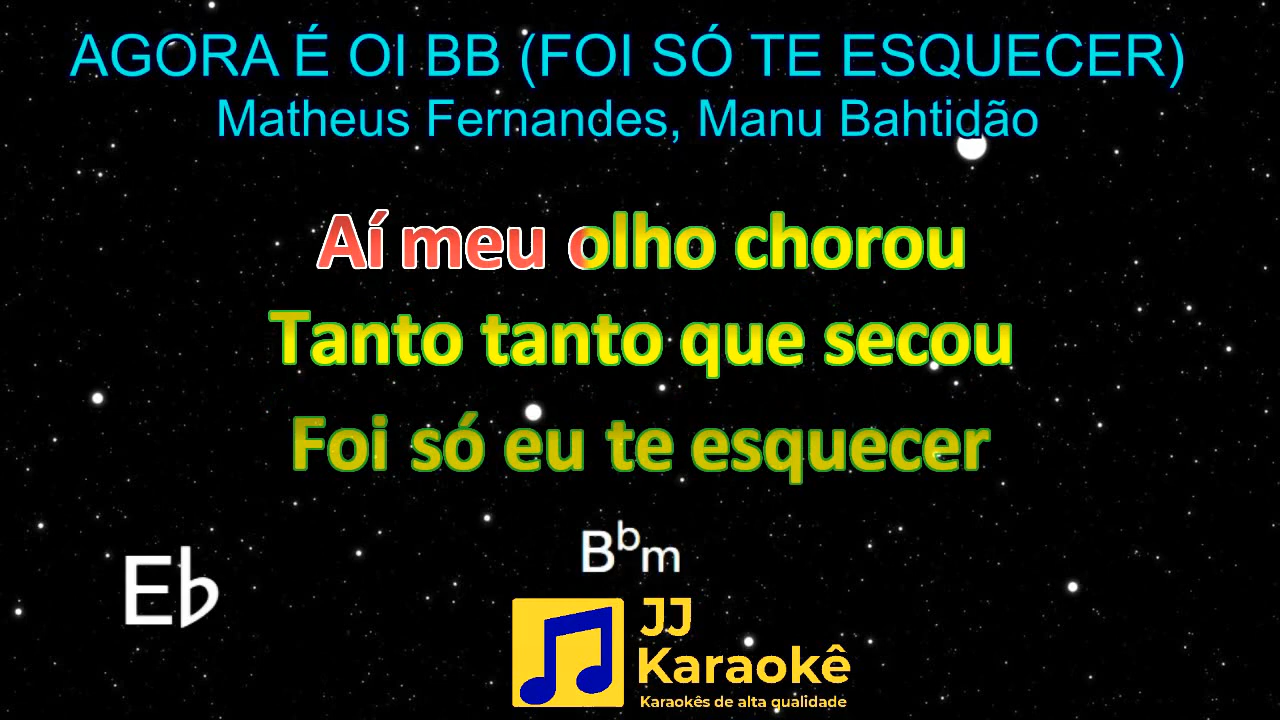 AGORA É OI BB (FOI SÓ TE ESQUECER)
Matheus Fernandes, Manu Bahtidão
Aí meu olho chorou
Tanto tanto que secou
Foi só eu te esquecer
E♭
Bbm
JJ
Karaokê
Karaokês de alta qualidade